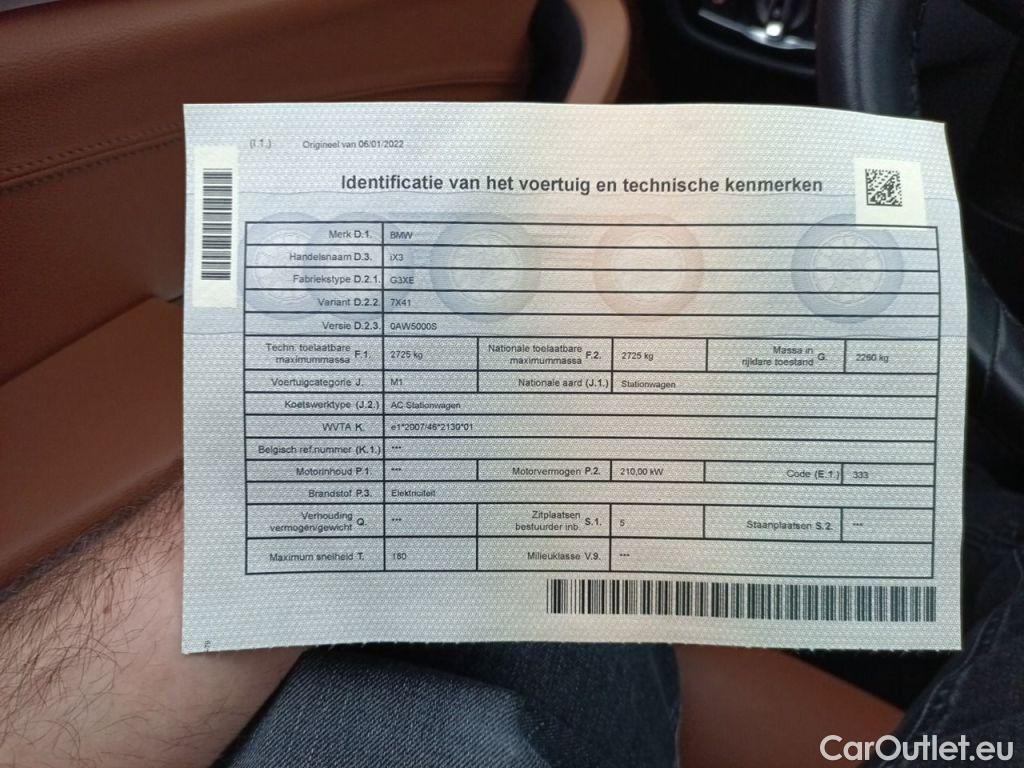 (I.1.) Origineel van 06/01/2022
Identificatie van het voertuig en technische kenmerken
Merk D.1. BMW
Handelsnaam D.3. iX3
Fabriekstype D.2.1. G3XE
Variant D.2.2. 7X41
Versie D.2.3. 0AW5000S
Techn. toelaatbare maximummassa F.1. 2725 kg Nationale toelaatbare maximummassa F.2. 2725 kg Massa in rijklare toestand G. 2260 kg
Voertuigcategorie J. M1 Nationale aard (J.1.) Stationwagen
Koetswerktype (J.2.) AC Stationwagen
WVTA K. e1*2007/46*2130*01
Belgisch ref.nummer (K.1.) ***
Motorinhoud P.1. *** Motorvermogen P.2. 210,00 kW Code (E.1.) 333
Brandstof P.3. Elektriciteit
Verhouding vermogen/gewicht Q. *** Zitplaatsen bestuurder inb. S.1. 5 Staanplaatsen S.2. ***
Maximum snelheid T. 180 Milieuklasse V.9. ***
CarOutlet.eu